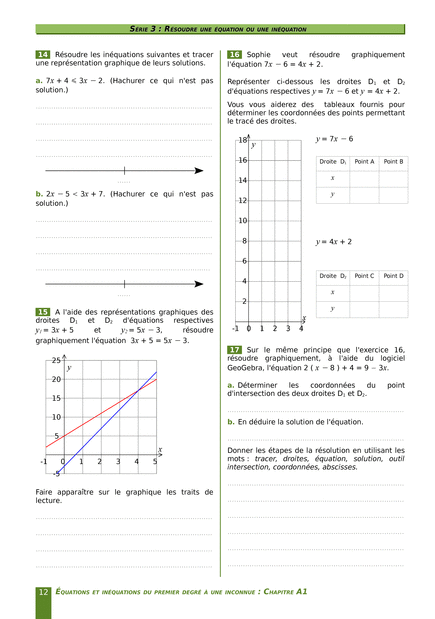 SÉRIE 3 : RÉSOUDRE UNE ÉQUATION OU UNE INÉQUATION
14 Résoudre les inéquations suivantes et tracer
une représentation graphique de leurs solutions.
a. 7x + 4 ⩽ 3x − 2. (Hachurer ce qui n'est pas
solution.)
b. 2x − 5 < 3x + 7. (Hachurer ce qui n'est pas
solution.)
15 A l'aide des représentations graphiques des
droites D₁ et D₂ d'équations respectives
y₁ = 3x + 5 et y₂ = 5x − 3, résoudre
graphiquement l'équation 3x + 5 = 5x − 3.
25
y
20
15
10
5
x
-1 0 1 2 3 4 5
-5
Faire apparaître sur le graphique les traits de
lecture.
16 Sophie veut résoudre graphiquement
l'équation 7x − 6 = 4x + 2.
Représenter ci-dessous les droites D₁ et D₂
d'équations respectives y = 7x − 6 et y = 4x + 2.
Vous vous aiderez des tableaux fournis pour
déterminer les coordonnées des points permettant
le tracé des droites.
18
y
16
14
12
10
8
6
4
2
x
-1 0 1 2 3 4
y = 7x − 6
Droite D₁ Point A Point B
x
y
y = 4x + 2
Droite D₂ Point C Point D
x
y
17 Sur le même principe que l'exercice 16,
résoudre graphiquement, à l'aide du logiciel
GeoGebra, l'équation 2 ( x − 8 ) + 4 = 9 – 3x.
a. Déterminer les coordonnées du point
d'intersection des deux droites D₁ et D₂.
b. En déduire la solution de l'équation.
Donner les étapes de la résolution en utilisant les
mots : tracer, droites, équation, solution, outil
intersection, coordonnées, abscisses.
12 ÉQUATIONS ET INÉQUATIONS DU PREMIER DEGRÉ À UNE INCONNUE : CHAPITRE A1